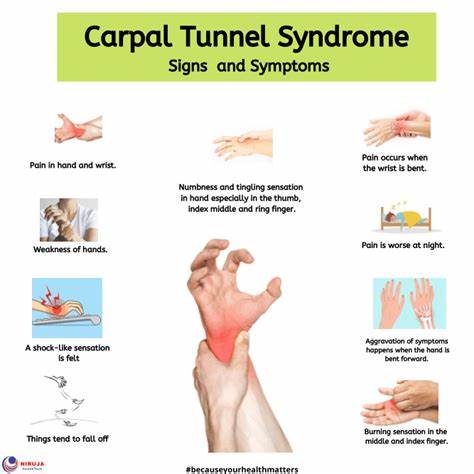 Carpal Tunnel Syndrome
Signs and Symptoms
Pain in hand and wrist.
Numbness and tingling sensation
in hand especially in the thumb,
index middle and ring finger.
Pain occurs when
the wrist is bent.
Weakness of hands.
Pain is worse at night.
A shock-like sensation
is felt
Aggravation of symptoms
happens when the hand is
bent forward.
Things tend to fall off
Burning sensation in the
middle and index finger.
NIRUJA
#becauseyourhealthmatters